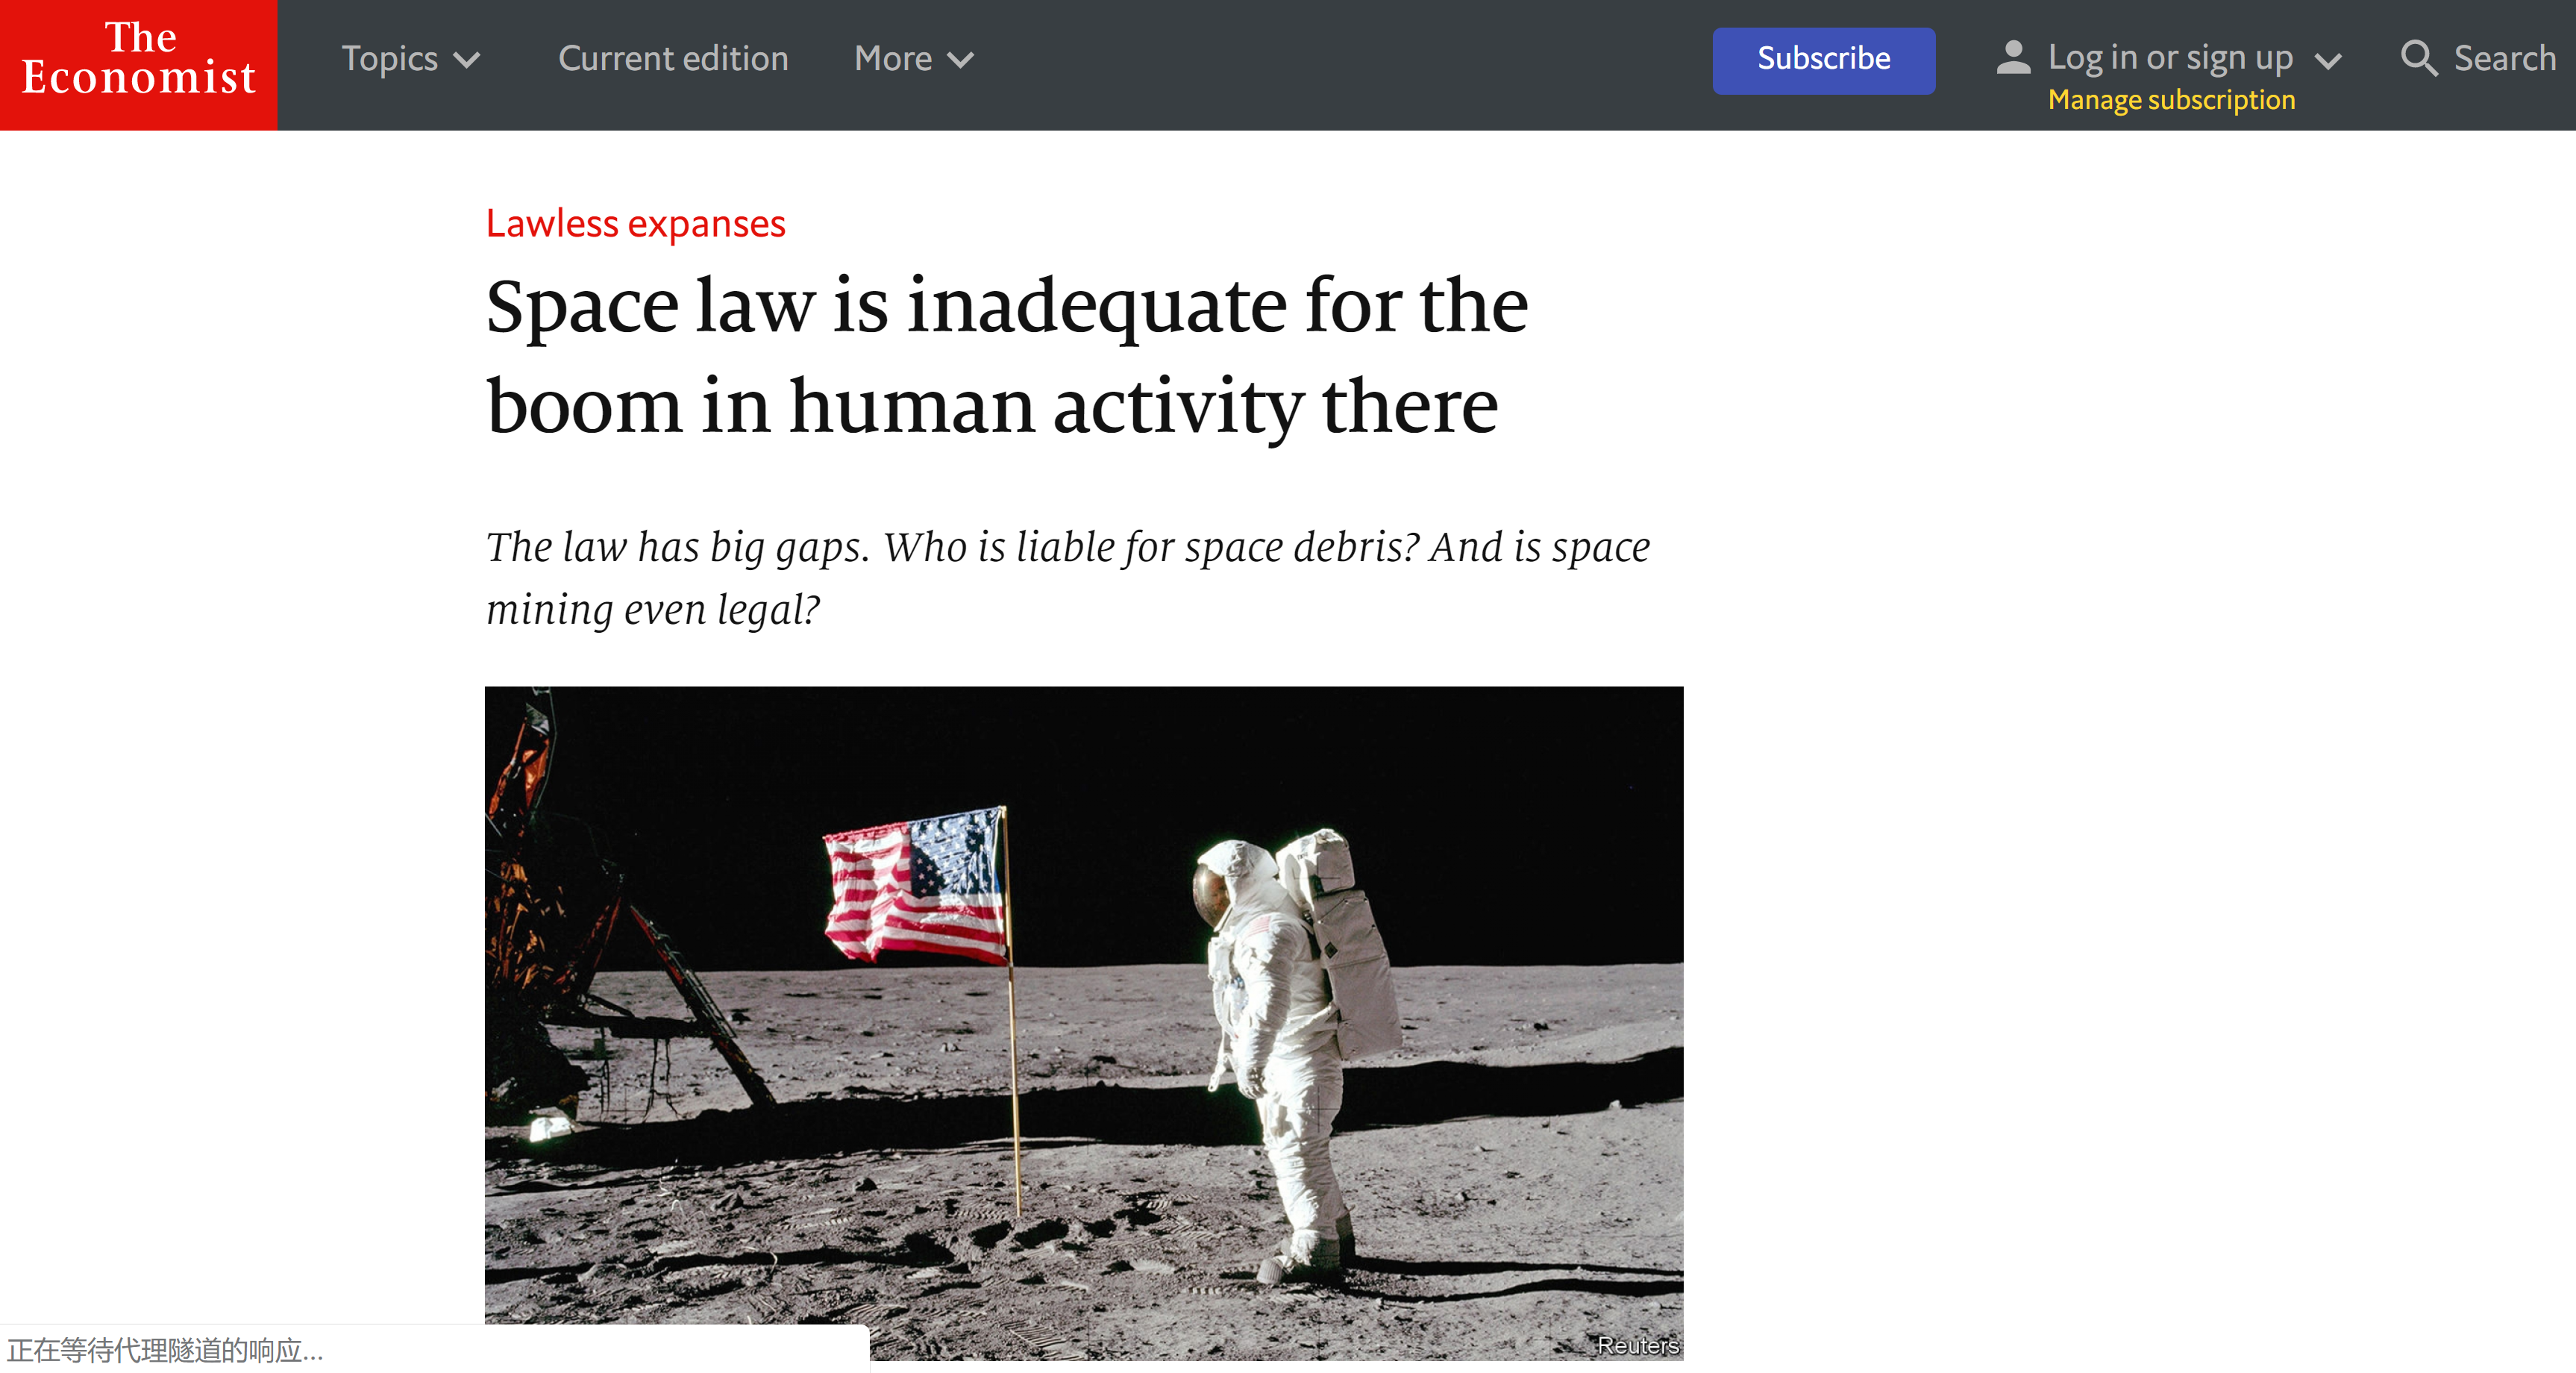 The
Economist
Topics
Current edition
More
Subscribe
Log in or sign up
Manage subscription
Search
Lawless expanses
Space law is inadequate for the
boom in human activity there
The law has big gaps. Who is liable for space debris? And is space
mining even legal?
Reuters
正在等待代理隧道的响应...